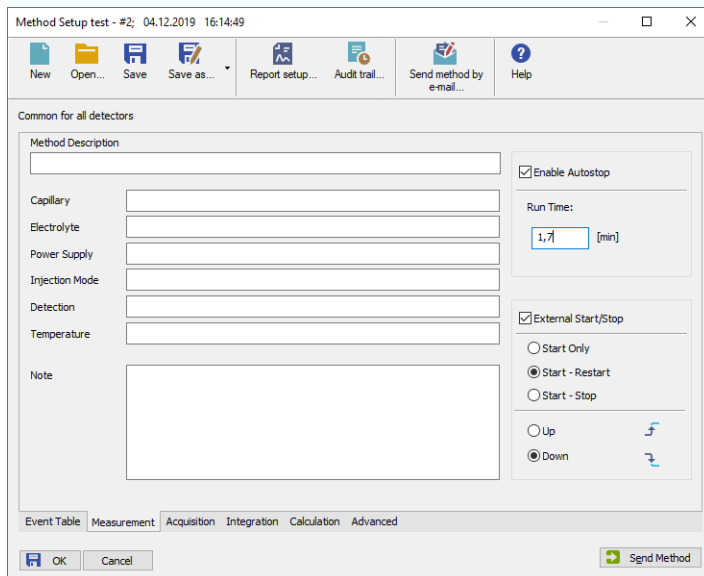 Method Setup test - #2; 04.12.2019 16:14:49
New
Open...
Save
Save as...
Report setup...
Audit trail...
Send method by
e-mail...
Help
Common for all detectors
Method Description
Capillary
Electrolyte
Power Supply
Injection Mode
Detection
Temperature
Note
Enable Autostop
Run Time:
1,7 [min]
External Start/Stop
Start Only
Start - Restart
Start - Stop
Up
Down
Event Table Measurement Acquisition Integration Calculation Advanced
OK Cancel Send Method